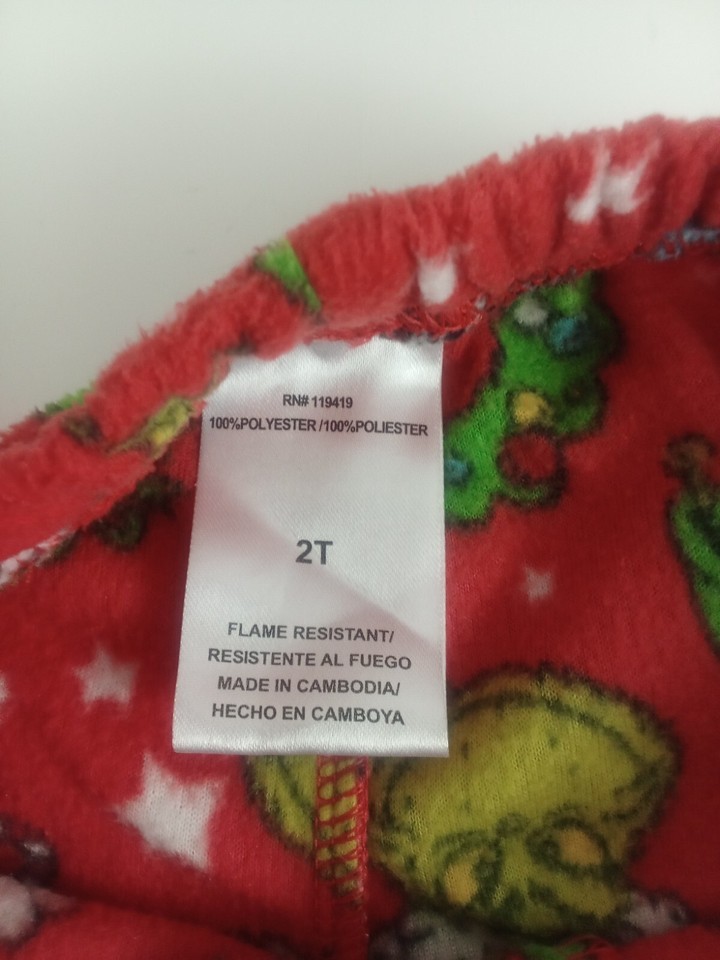 RN# 119419
100%POLYESTER /100%POLIESTER
2T
FLAME RESISTANT/
RESISTENTE AL FUEGO
MADE IN CAMBODIA/
HECHO EN CAMBOYA